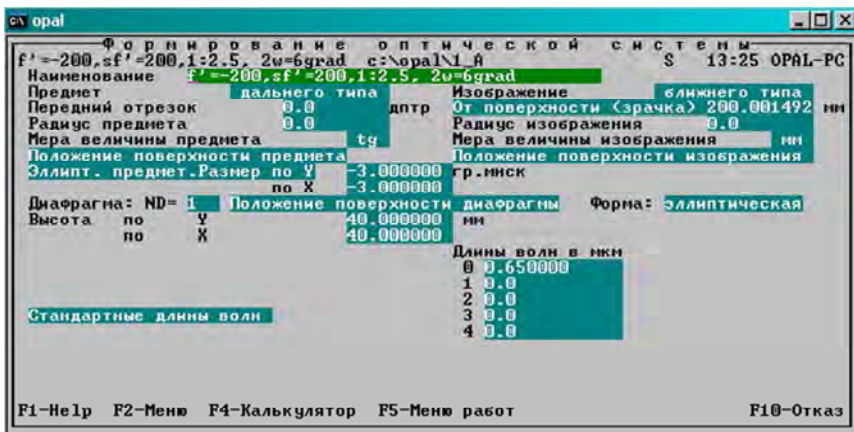 opal
Формирование оптической системы
f'=-200,sf'=200,1:2.5, 2w=6grad c:\opal\1_A S 13:25 OPAL-PC
Наименование f'=-200,sf'=200,1:2.5, 2w=6grad
Предмет дальнего типа Изображение ближнего типа
Передний отрезок 0.0 дптр От поверхности (зрачка) 200.001492 мм
Радиус предмета 0.0 Радиус изображения 0.0
Мера величины предмета tg Мера величины изображения мм
Положение поверхности предмета Положение поверхности изображения
Эллипт. предмет.Размер по Y -3.000000 гр.мнск
по X -3.000000
Диафрагма: ND= 1 Положение поверхности диафрагмы Форма: эллиптическая
Высота по Y 40.000000 мм
по X 40.000000
Длины волн в мкм
0 0.650000
1 0.0
2 0.0
Стандартные длины волн 3 0.0
4 0.0
F1-Help F2-Меню F4-Калькулятор F5-Меню работ F10-Отказ